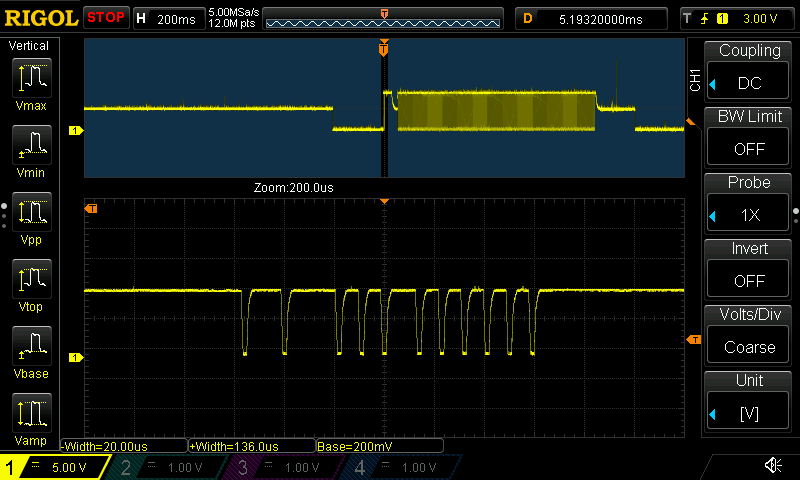 RIGOL STOP H 200ms 5.00MSa/s 12.0M pts D 5.19320000ms T 1 3.00 V
Vertical
Vmax
Vmin
Vpp
Vtop
Vbase
Vamp
T
1
Zoom:200.0us
T
1
T
-Width=20.00us +Width=136.0us Base=200mV
1 5.00 V 2 1.00 V 3 1.00 V 4 1.00 V
CH1
Coupling
DC
BW Limit
OFF
Probe
1X
Invert
OFF
Volts/Div
Coarse
Unit
[V]